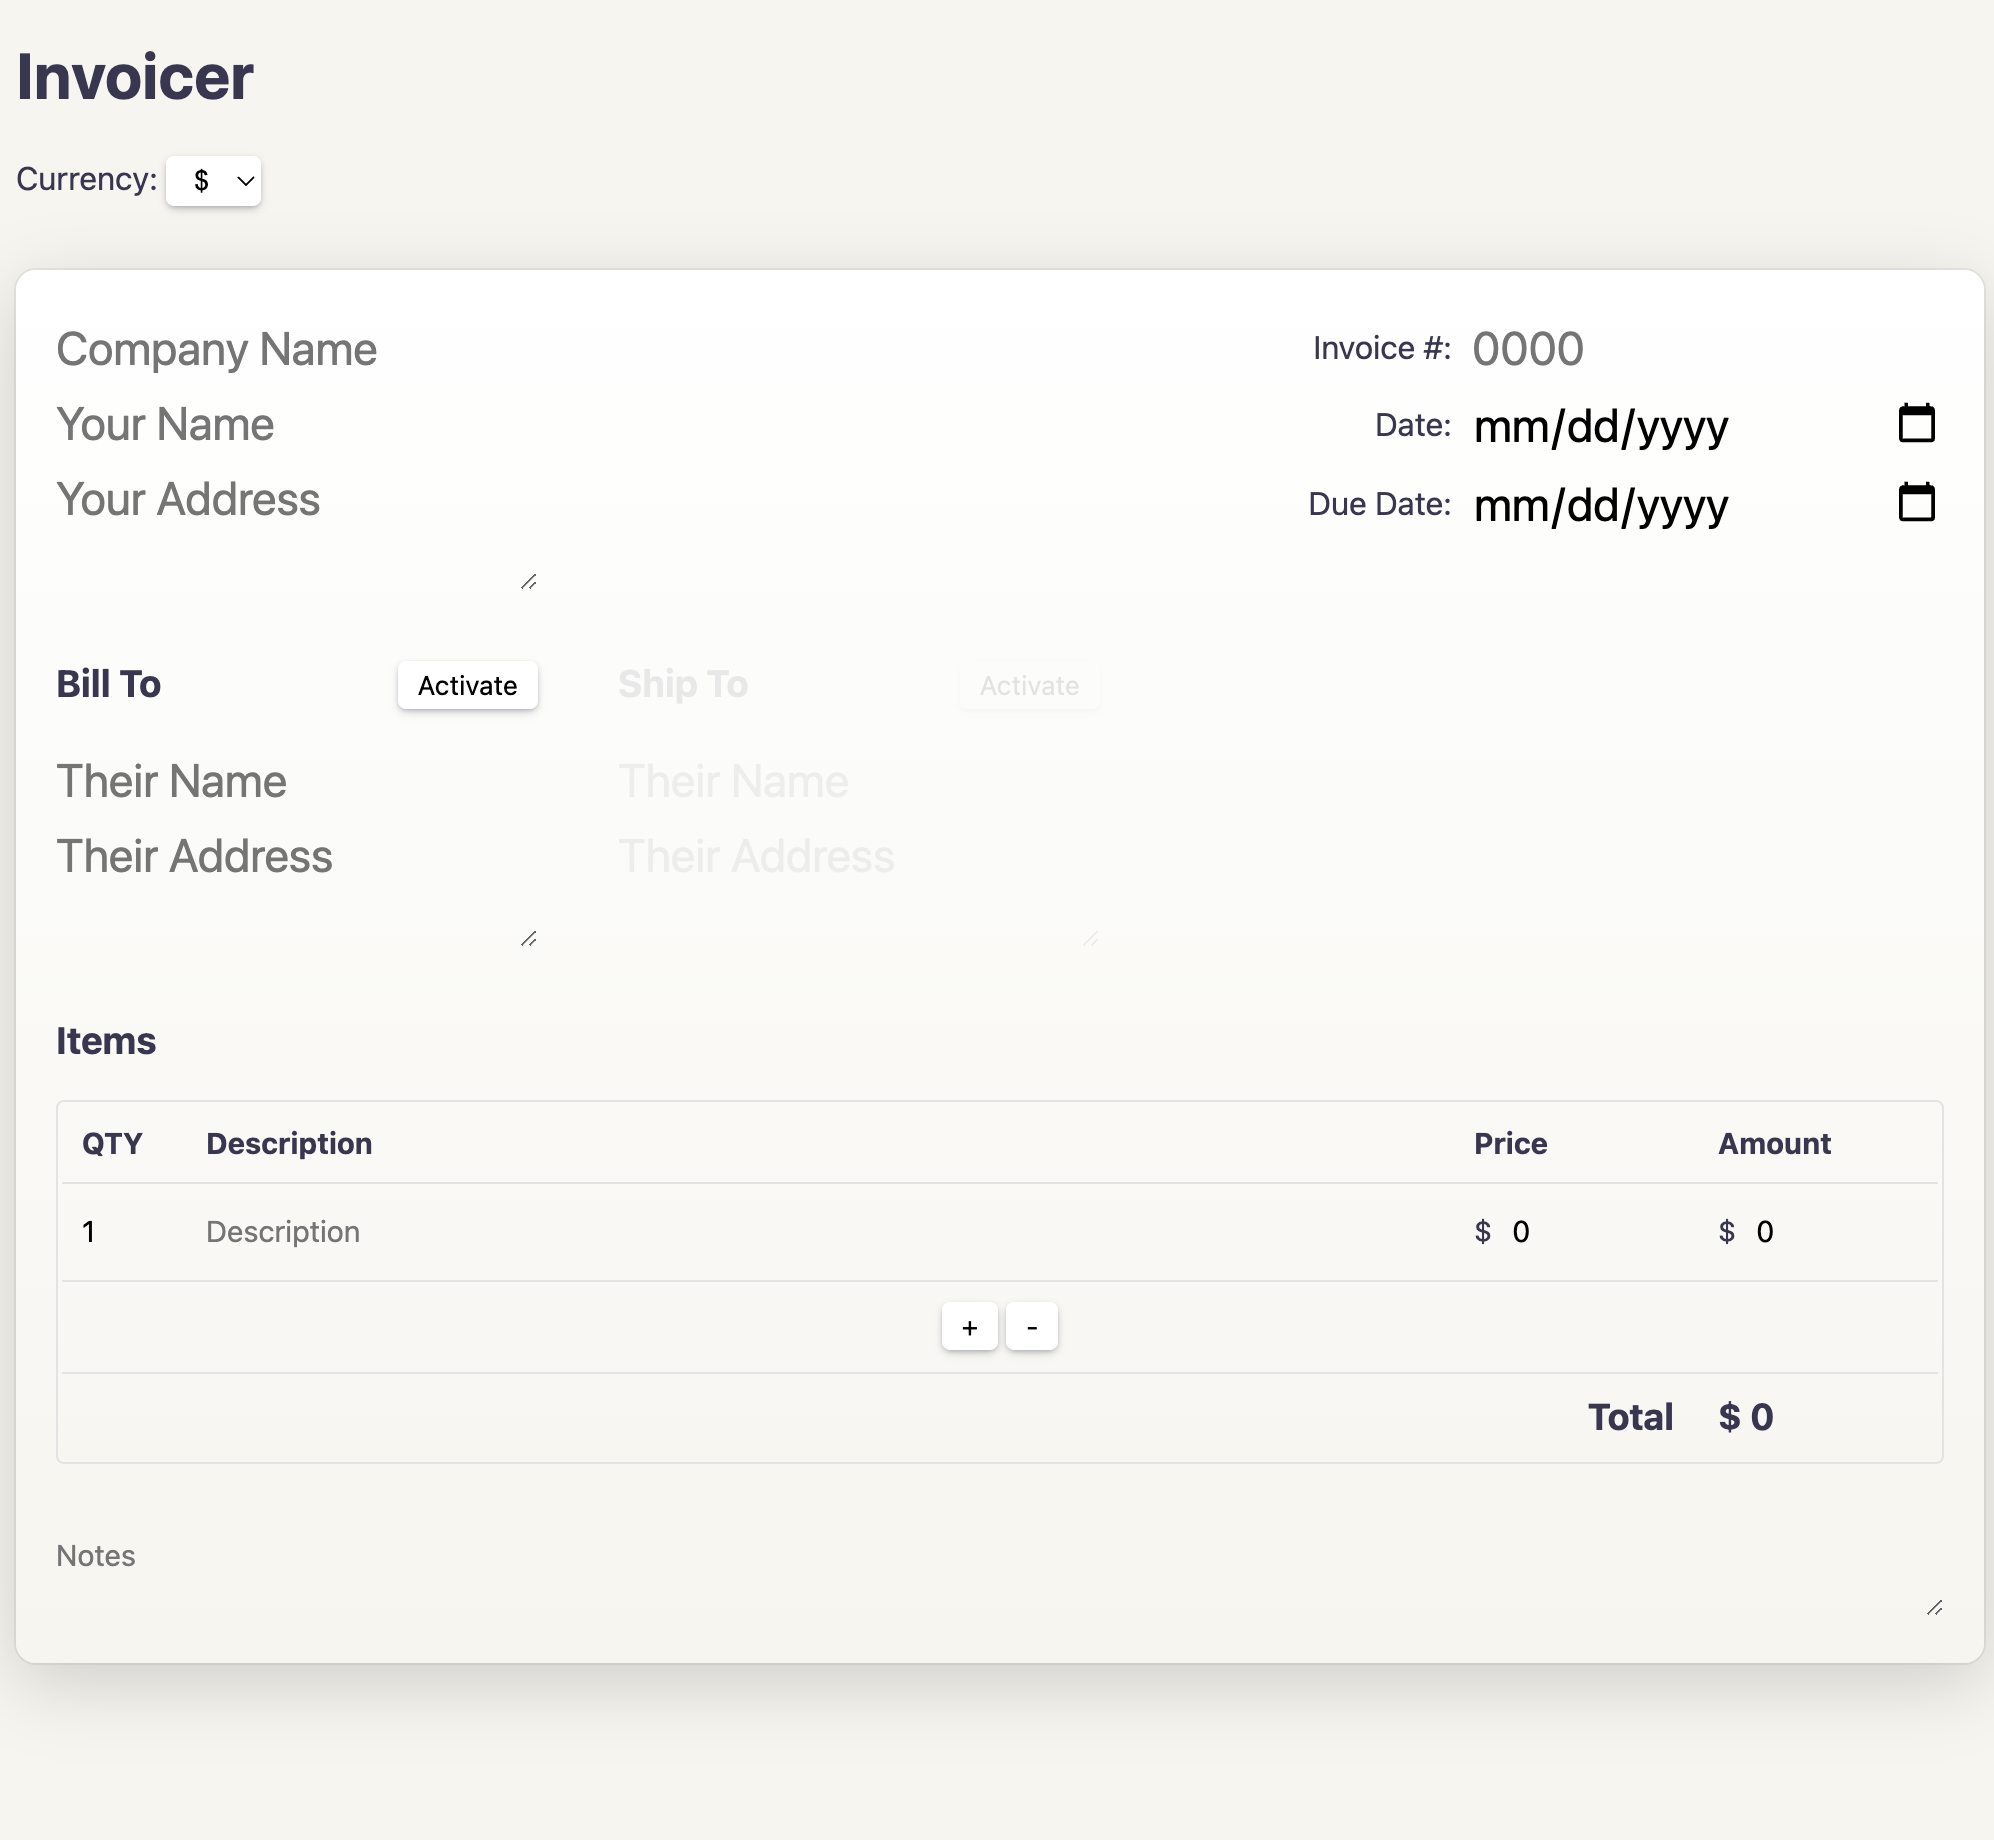 Invoicer
Currency: $
Company Name
Your Name
Your Address
Invoice #: 0000
Date: mm/dd/yyyy
Due Date: mm/dd/yyyy
Bill To Activate
Their Name
Their Address
Ship To Activate
Their Name
Their Address
Items
QTY Description Price Amount
1 Description $ 0 $ 0
+ -
Total $ 0
Notes